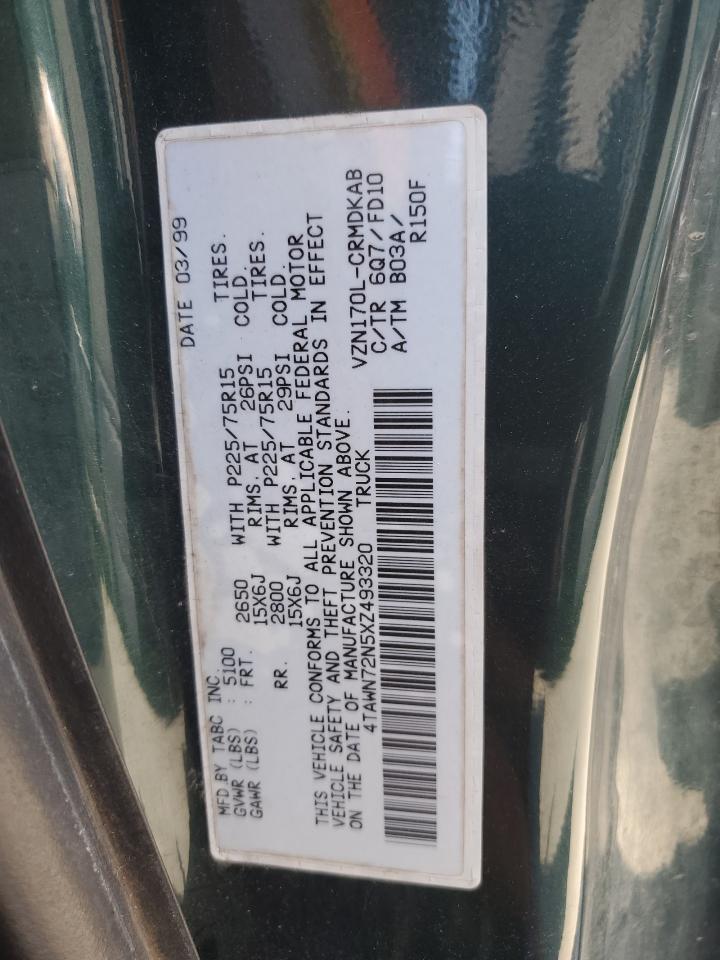 MFD.BY TABC INC. DATE 03/99
GVWR (LBS) : 5100
GAWR (LBS) : FRT. 2650 WITH P225/75R15 TIRES.
15X6J RIMS. AT 26PSI COLD.
RR. 2800 WITH P225/75R15 TIRES.
15X6J RIMS. AT 29PSI COLD.
THIS VEHICLE CONFORMS TO ALL APPLICABLE FEDERAL MOTOR
VEHICLE SAFETY AND THEFT PREVENTION STANDARDS IN EFFECT
ON THE DATE OF MANUFACTURE SHOWN ABOVE.
4TAWN72N5XZ493320 TRUCK
VZN170L-CRMDKAB
C/TR 6Q7/FD10
A/TM B03A/
R150F